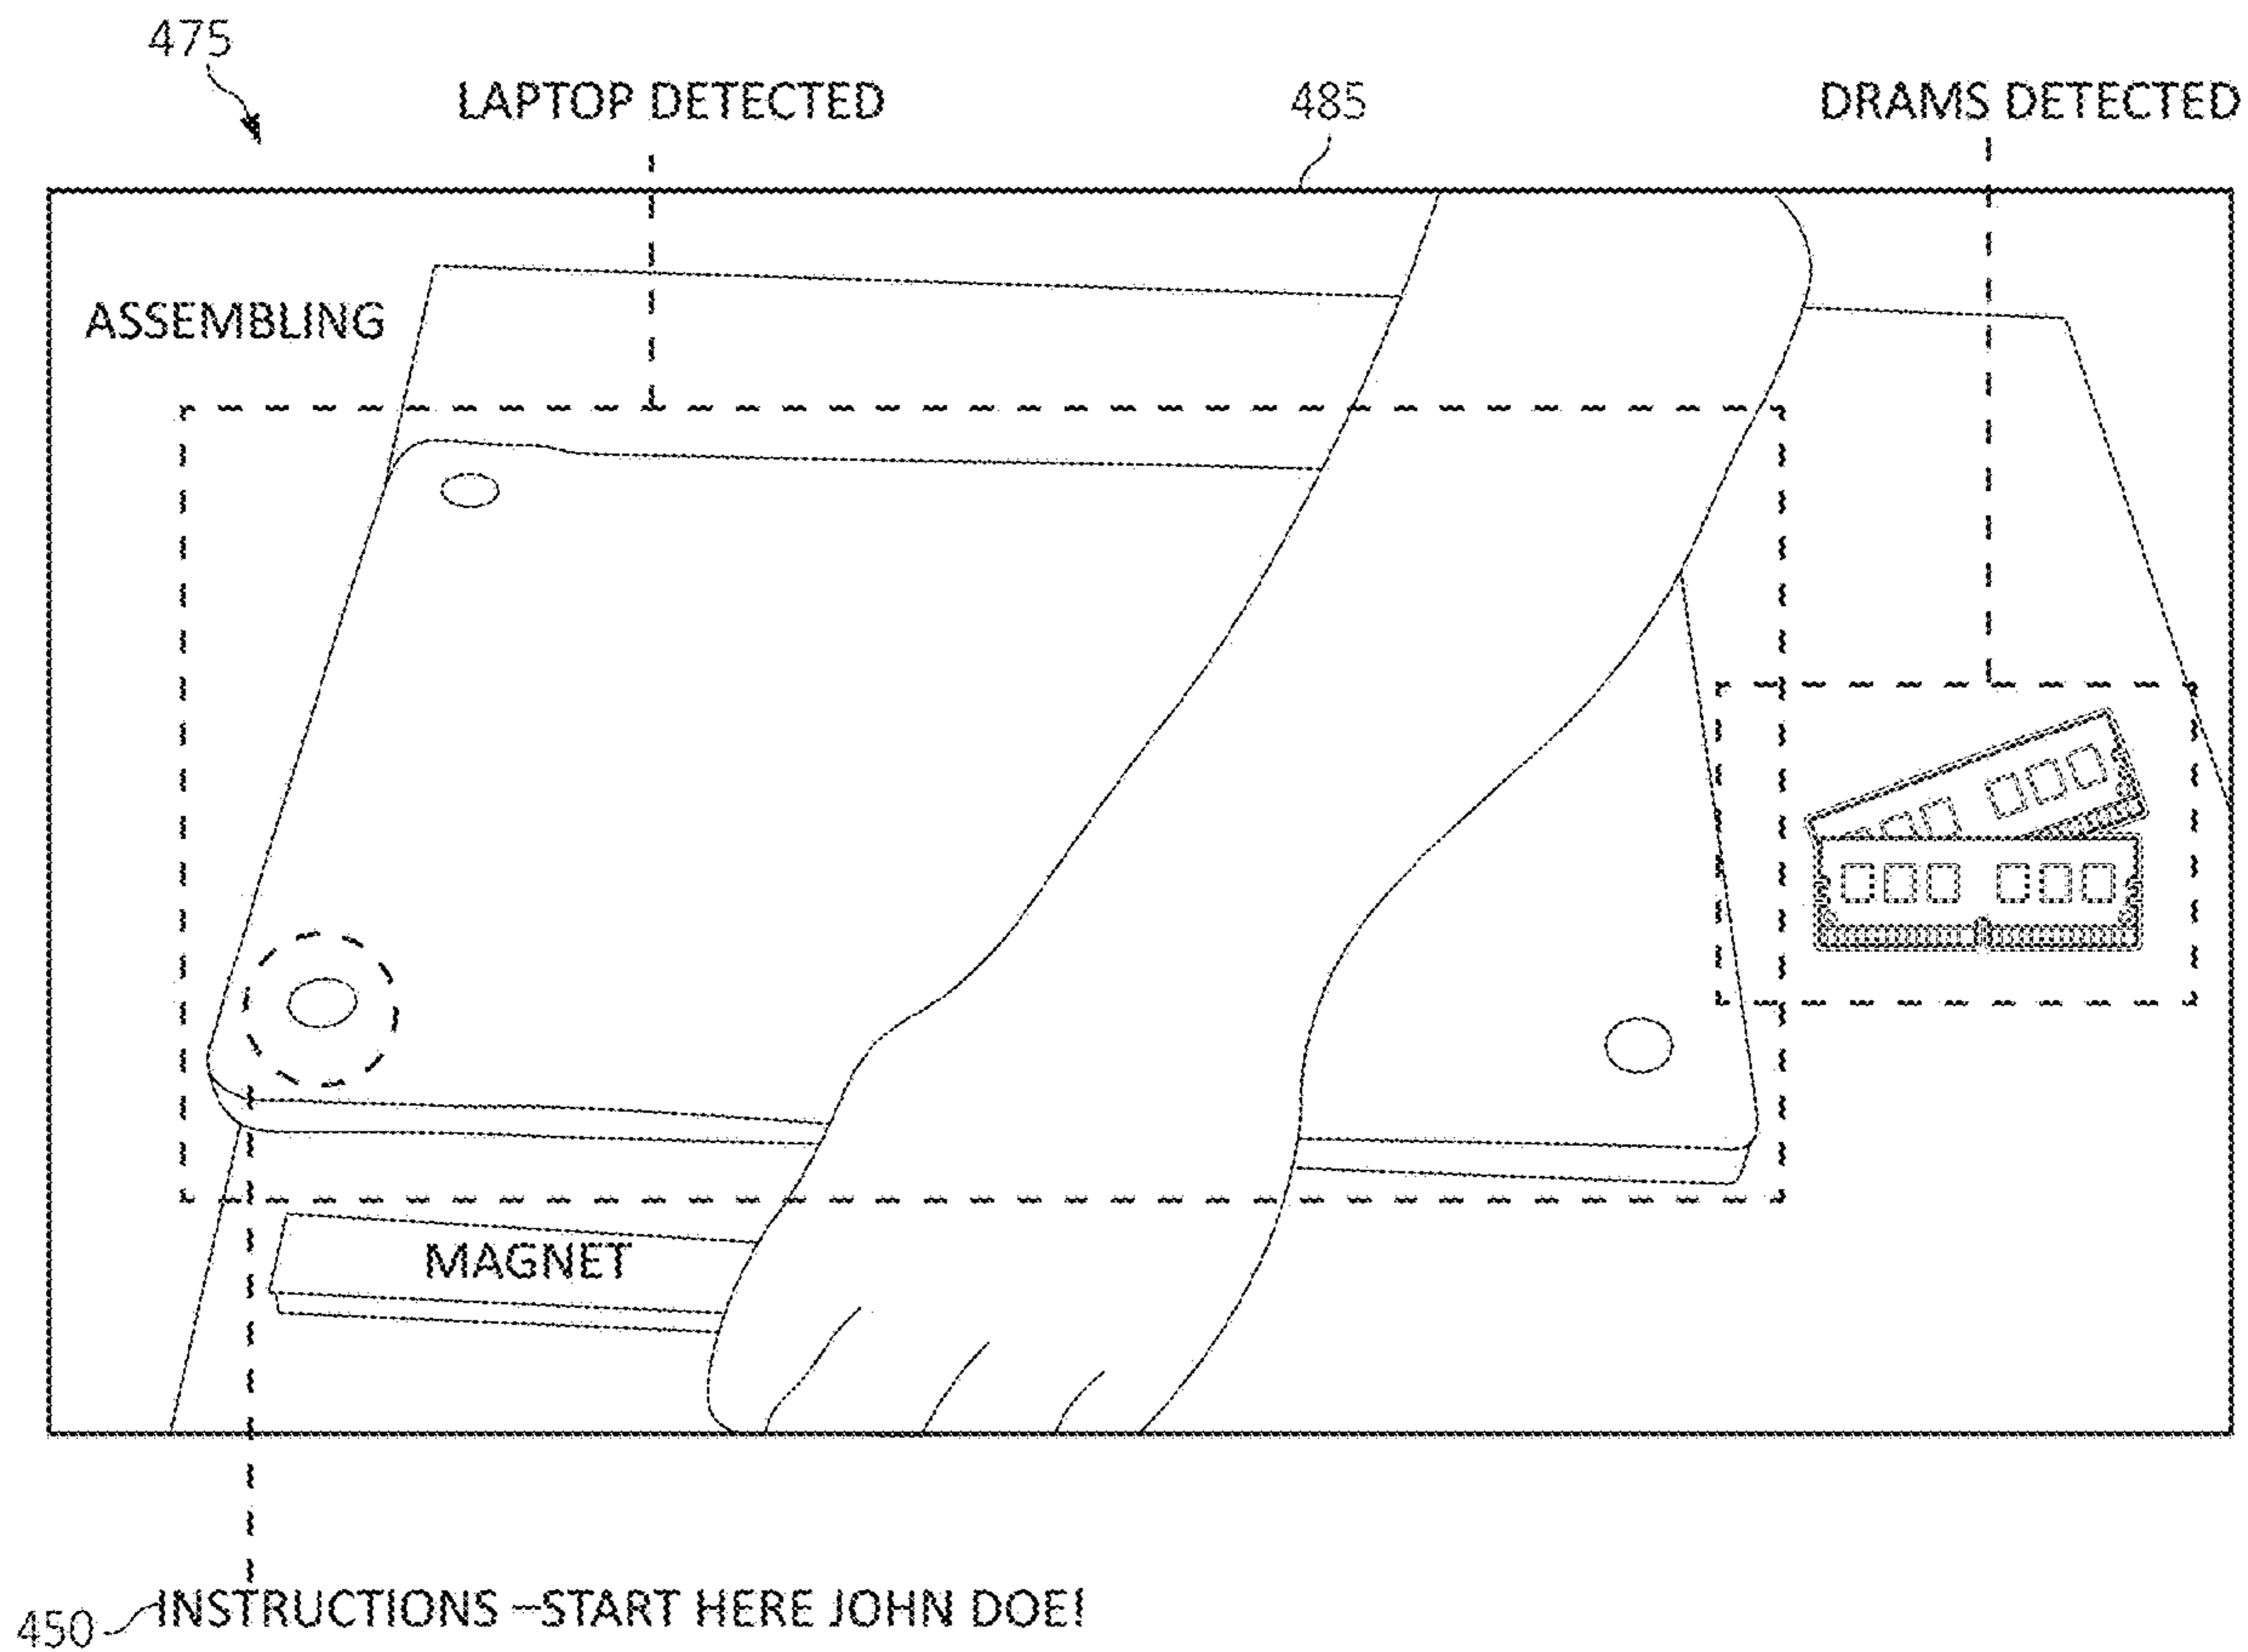 475
LAPTOP DETECTED
485
DRAMS DETECTED
ASSEMBLING
MAGNET
450
INSTRUCTIONS –START HERE JOHN DOE!